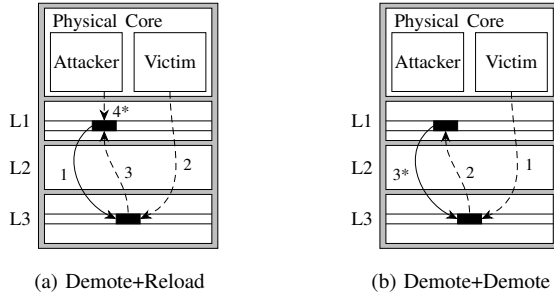 Physical Core
Attacker
Victim
4*
L1
1
3
2
L2
L3
(a) Demote+Reload
Physical Core
Attacker
Victim
L1
3*
2
1
L2
L3
(b) Demote+Demote